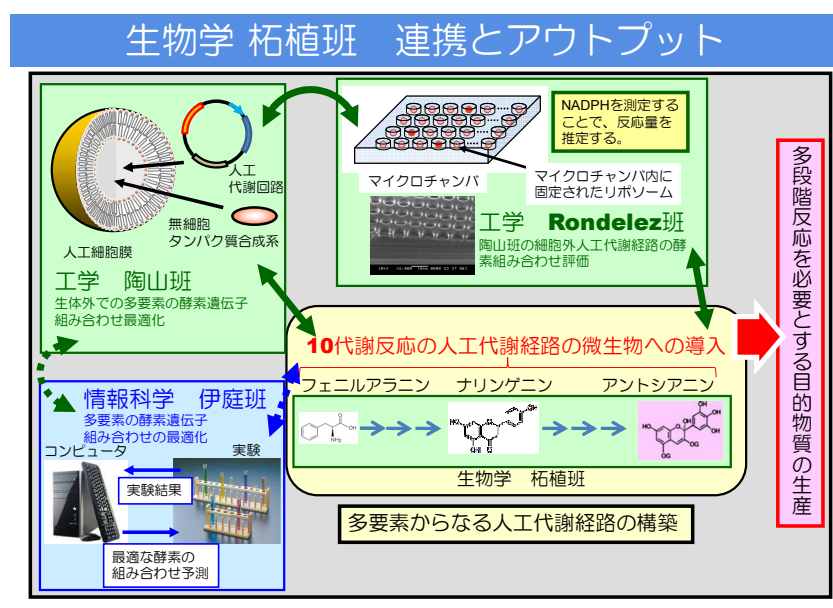 生物学 柘植班　連携とアウトプット
人工
代謝回路
無細胞
タンパク質合成系
人工細胞膜
工学　陶山班
生体外での多要素の酵素遺伝子
組み合わせ最適化
NADPHを測定する
ことで、反応量を
推定する。
マイクロチャンバ
マイクロチャンバ内に
固定されたリポソーム
工学　Rondelez班
陶山班の細胞外人工代謝経路の酵
素組み合わせ評価
10代謝反応の人工代謝経路の微生物への導入
フェニルアラニン　ナリンゲニン　アントシアニン
生物学　柘植班
多要素からなる人工代謝経路の構築
情報科学　伊庭班
多要素の酵素遺伝子
組み合わせの最適化
コンピュータ　実験
実験結果
最適な酵素の
組み合わせ予測
多段階反応を必要とする目的物質の生産